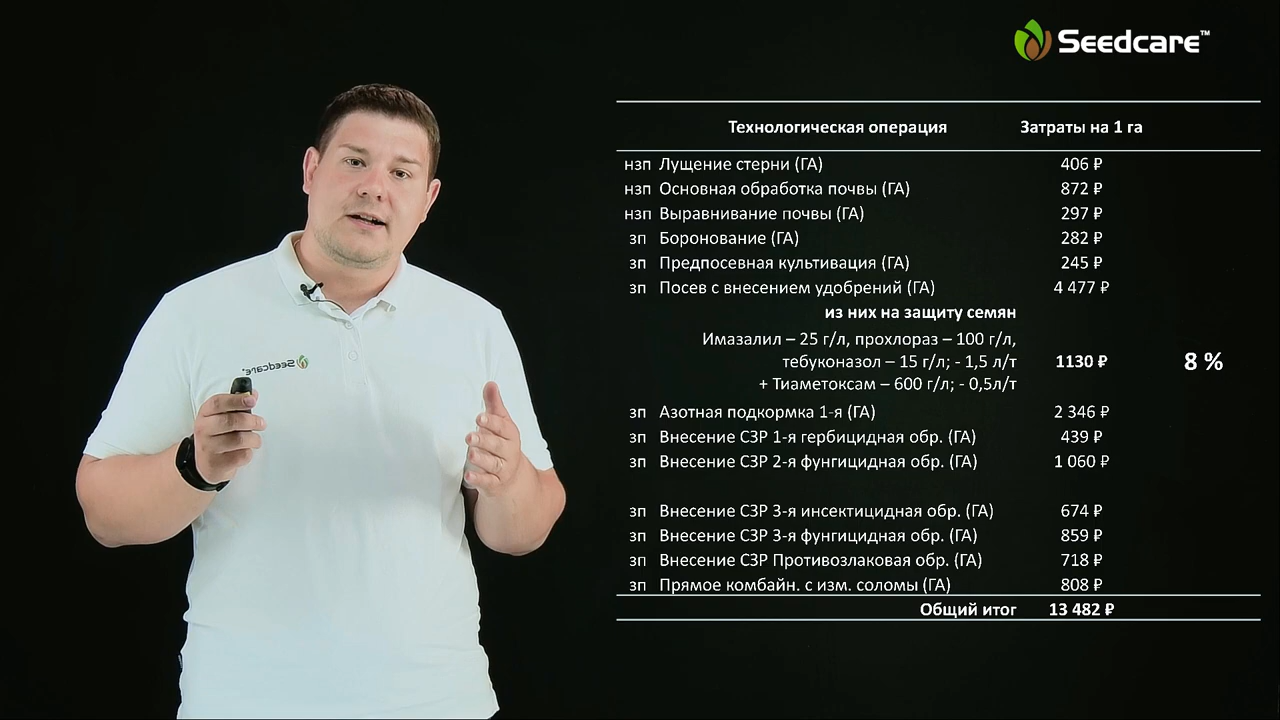 Seedcare™
Технологическая операция Затраты на 1 га
нзп Лущение стерни (ГА) 406 ₽
нзп Основная обработка почвы (ГА) 872 ₽
нзп Выравнивание почвы (ГА) 297 ₽
зп Боронование (ГА) 282 ₽
зп Предпосевная культивация (ГА) 245 ₽
зп Посев с внесением удобрений (ГА) 4 477 ₽
из них на защиту семян
Имазалил – 25 г/л, прохлораз – 100 г/л,
тебуконазол – 15 г/л; - 1,5 л/т 1130 ₽ 8 %
+ Тиаметоксам – 600 г/л; - 0,5л/т
зп Азотная подкормка 1-я (ГА) 2 346 ₽
зп Внесение СЗР 1-я гербицидная обр. (ГА) 439 ₽
зп Внесение СЗР 2-я фунгицидная обр. (ГА) 1 060 ₽
зп Внесение СЗР 3-я инсектицидная обр. (ГА) 674 ₽
зп Внесение СЗР 3-я фунгицидная обр. (ГА) 859 ₽
зп Внесение СЗР Противозлаковая обр. (ГА) 718 ₽
зп Прямое комбайн. с изм. соломы (ГА) 808 ₽
Общий итог 13 482 ₽
Seedcare™